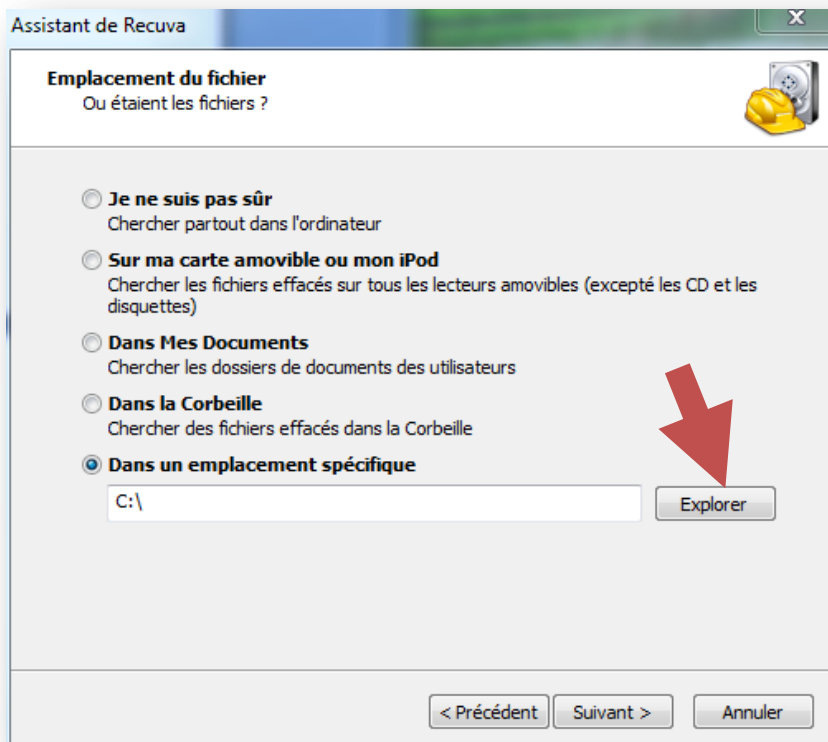 Assistant de Recuva
X
Emplacement du fichier
Ou étaient les fichiers ?
Je ne suis pas sûr
Chercher partout dans l'ordinateur
Sur ma carte amovible ou mon iPod
Chercher les fichiers effacés sur tous les lecteurs amovibles (excepté les CD et les
disquettes)
Dans Mes Documents
Chercher les dossiers de documents des utilisateurs
Dans la Corbeille
Chercher des fichiers effacés dans la Corbeille
Dans un emplacement spécifique
C:\
Explorer
< Précédent
Suivant >
Annuler